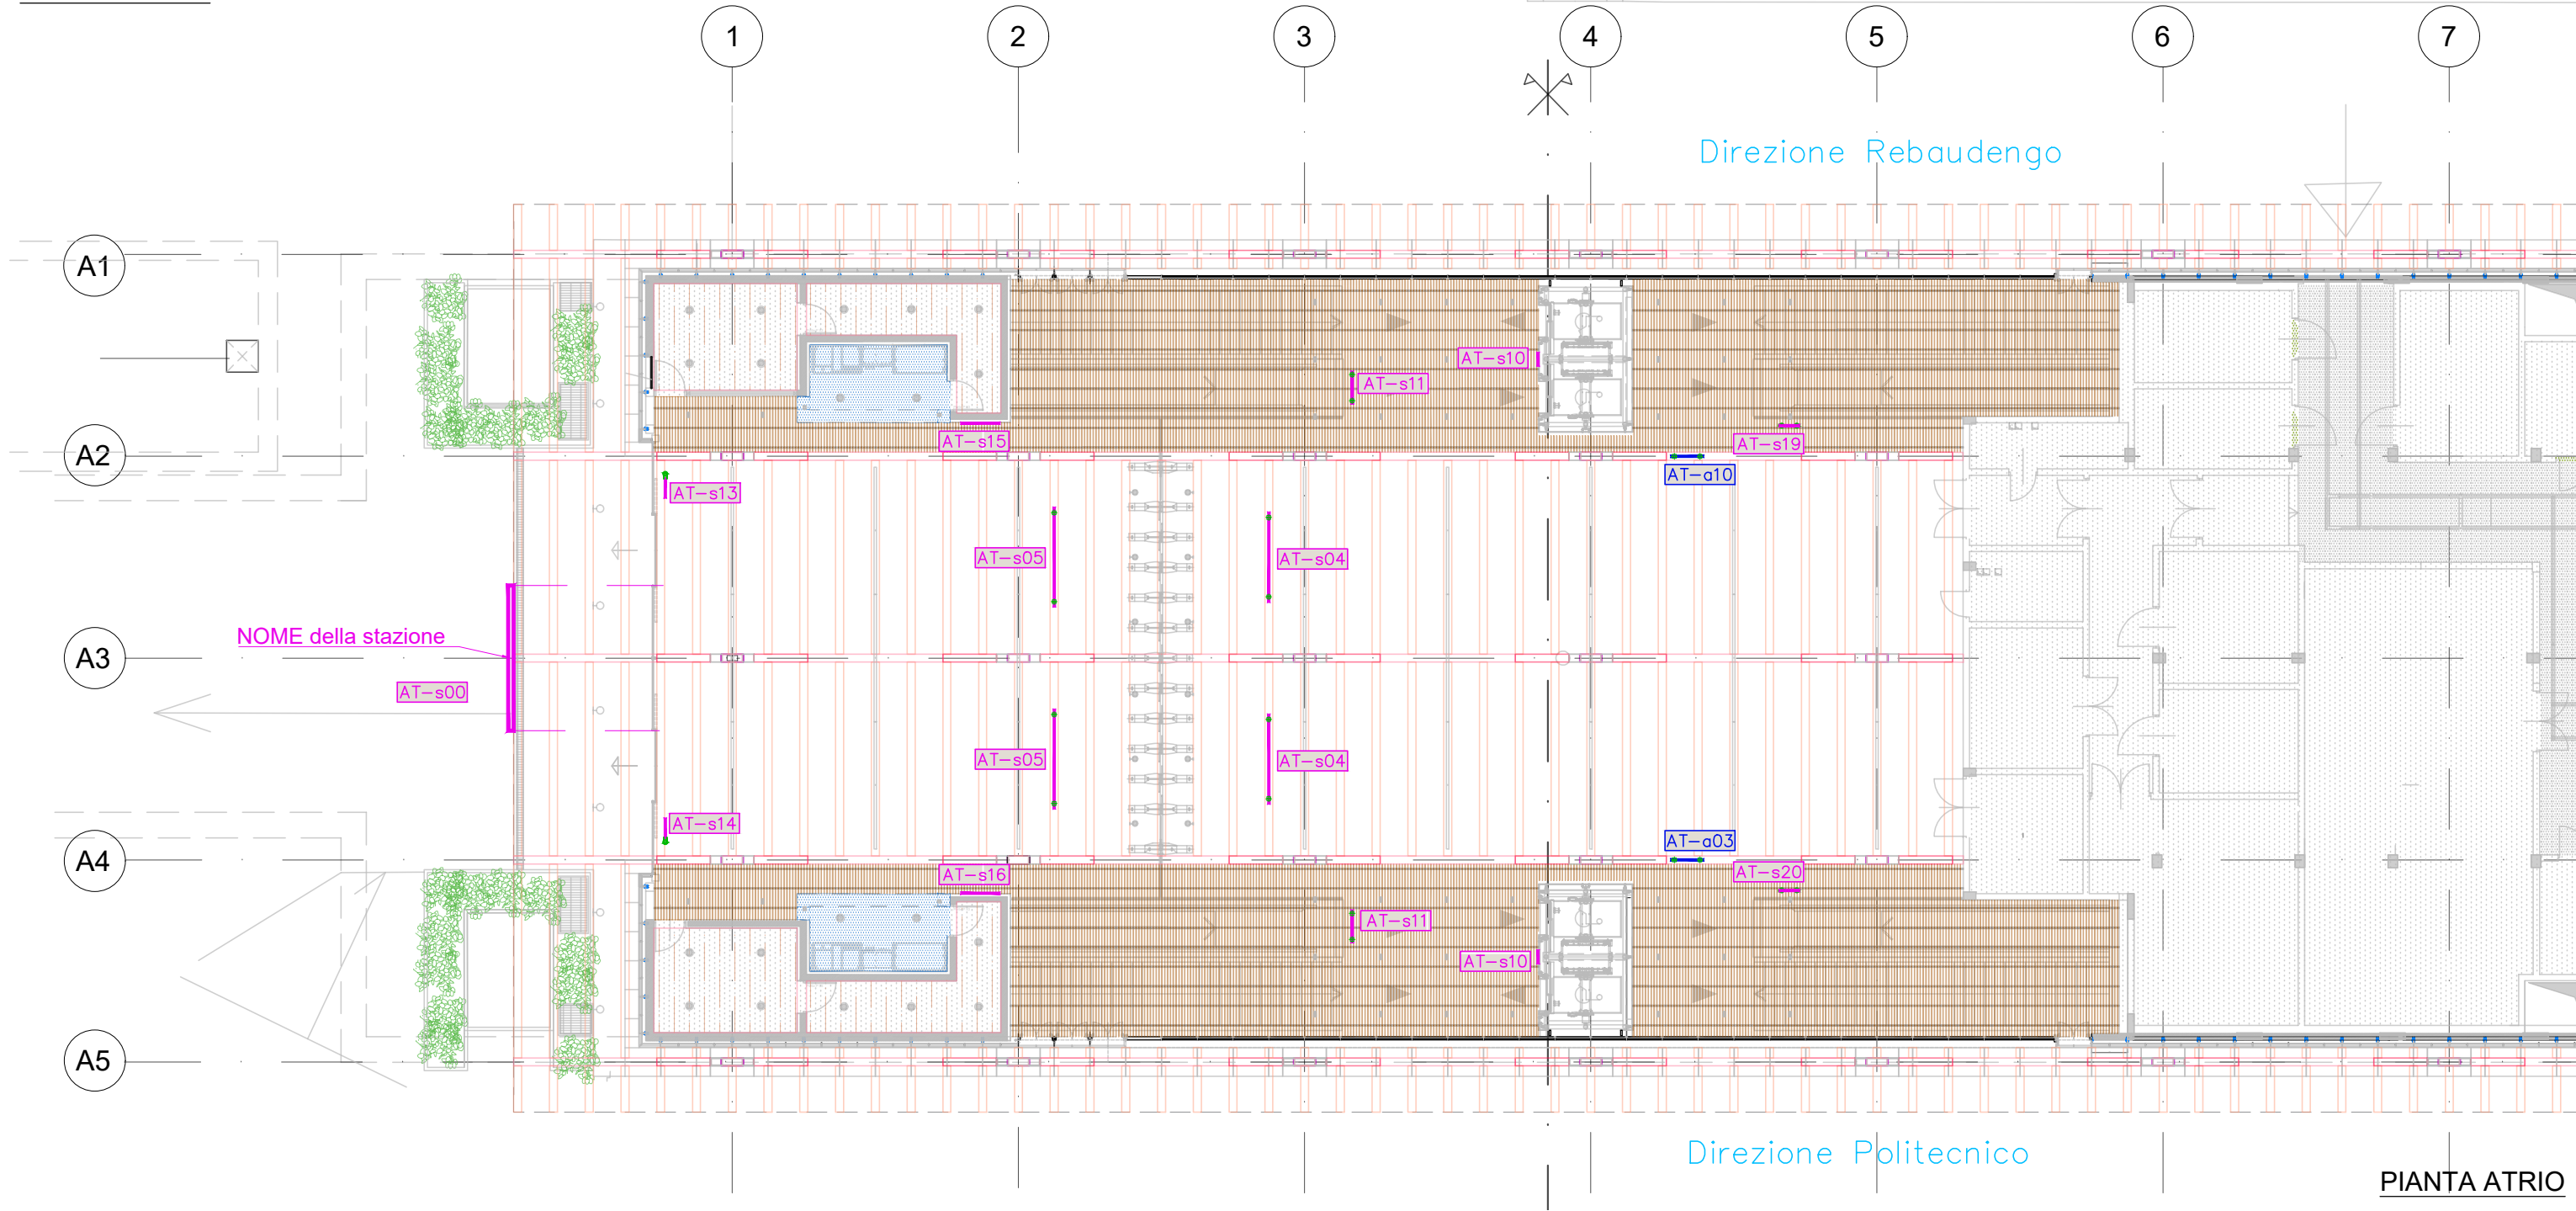 1
2
3
4
5
6
7
Direzione Rebaudengo
A1
AT-s10
AT-s11
A2
AT-s15
AT-s19
AT-a10
AT-s13
AT-s05
AT-s04
NOME della stazione
A3
AT-s00
AT-s05
AT-s04
AT-s14
AT-a03
A4
AT-s16
AT-s20
AT-s11
AT-s10
A5
Direzione Politecnico
PIANTA ATRIO